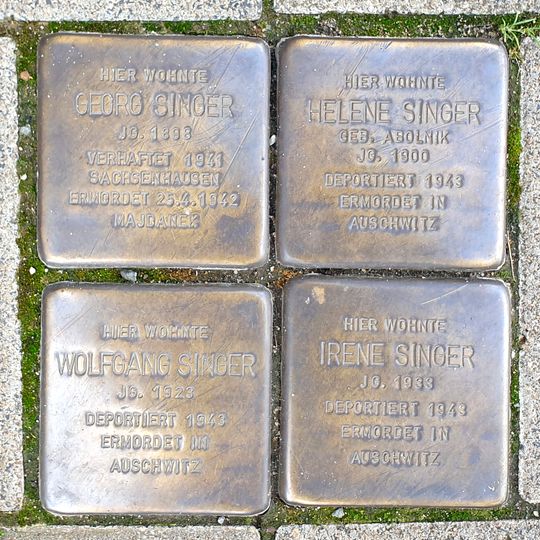 HIER WOHNTE
GEORG SINGER
JG. 1898
VERHAFTET 1941
SACHSENHAUSEN
ERMORDET 25.4.1942
MAJDANEK
HIER WOHNTE
HELENE SINGER
GEB. ABOLNIK
JG. 1900
DEPORTIERT 1943
ERMORDET IN
AUSCHWITZ
HIER WOHNTE
WOLFGANG SINGER
JG. 1923
DEPORTIERT 1943
ERMORDET IN
AUSCHWITZ
HIER WOHNTE
IRENE SINGER
JG. 1933
DEPORTIERT 1943
ERMORDET IN
AUSCHWITZ